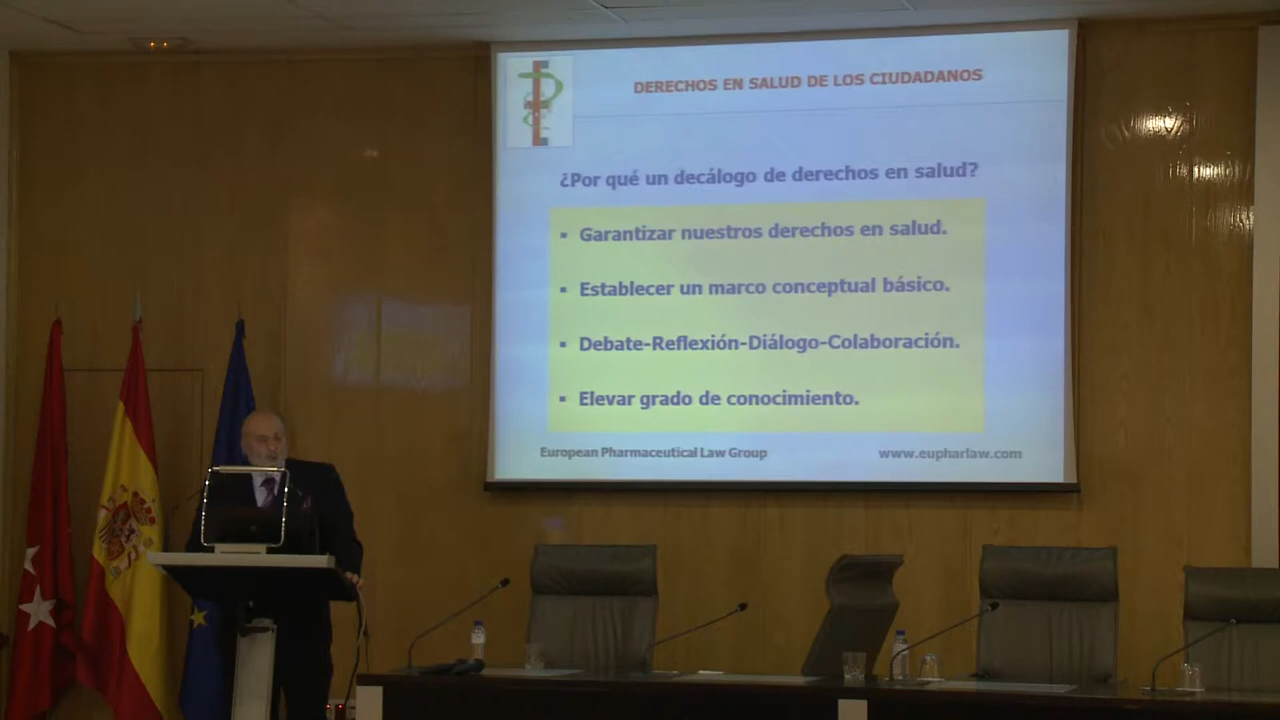 DERECHOS EN SALUD DE LOS CIUDADANOS
¿Por qué un decálogo de derechos en salud?
▪ Garantizar nuestros derechos en salud.
▪ Establecer un marco conceptual básico.
▪ Debate-Reflexión-Diálogo-Colaboración.
▪ Elevar grado de conocimiento.
European Pharmaceutical Law Group
www.eupharlaw.com